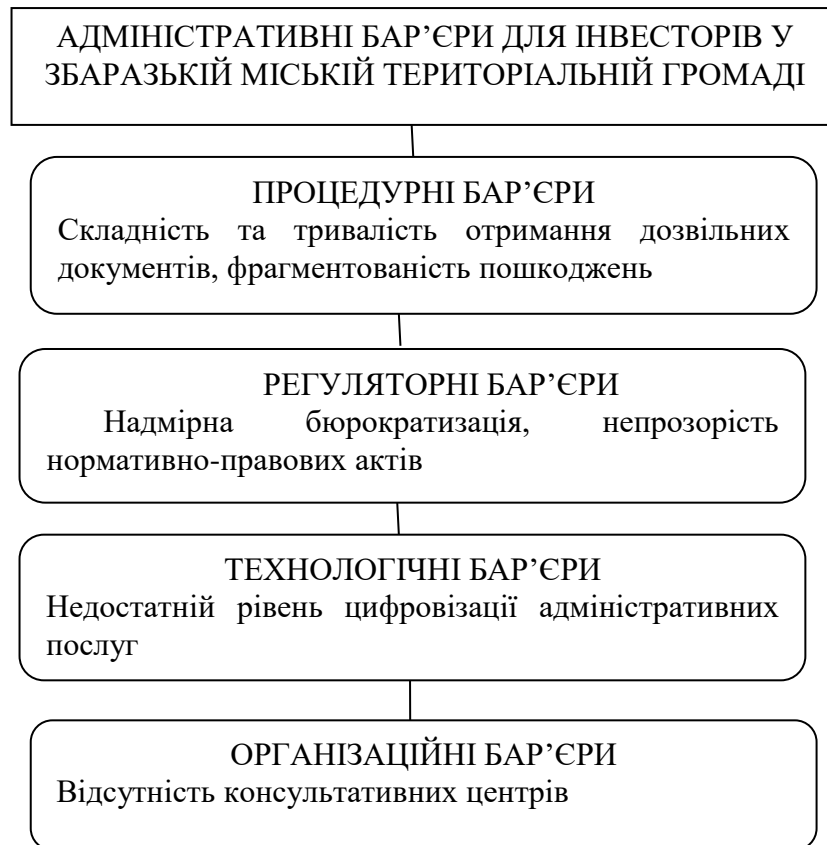 АДМІНІСТРАТИВНІ БАР’ЄРИ ДЛЯ ІНВЕСТОРІВ У
ЗБАРАЗЬКІЙ МІСЬКІЙ ТЕРИТОРІАЛЬНІЙ ГРОМАДІ
ПРОЦЕДУРНІ БАР’ЄРИ
Складність та тривалість отримання дозвільних
документів, фрагментованість пошкоджень
РЕГУЛЯТОРНІ БАР’ЄРИ
Надмірна бюрократизація, непрозорість
нормативно-правових актів
ТЕХНОЛОГІЧНІ БАР’ЄРИ
Недостатній рівень цифровізації адміністративних
послуг
ОРГАНІЗАЦІЙНІ БАР’ЄРИ
Відсутність консультативних центрів